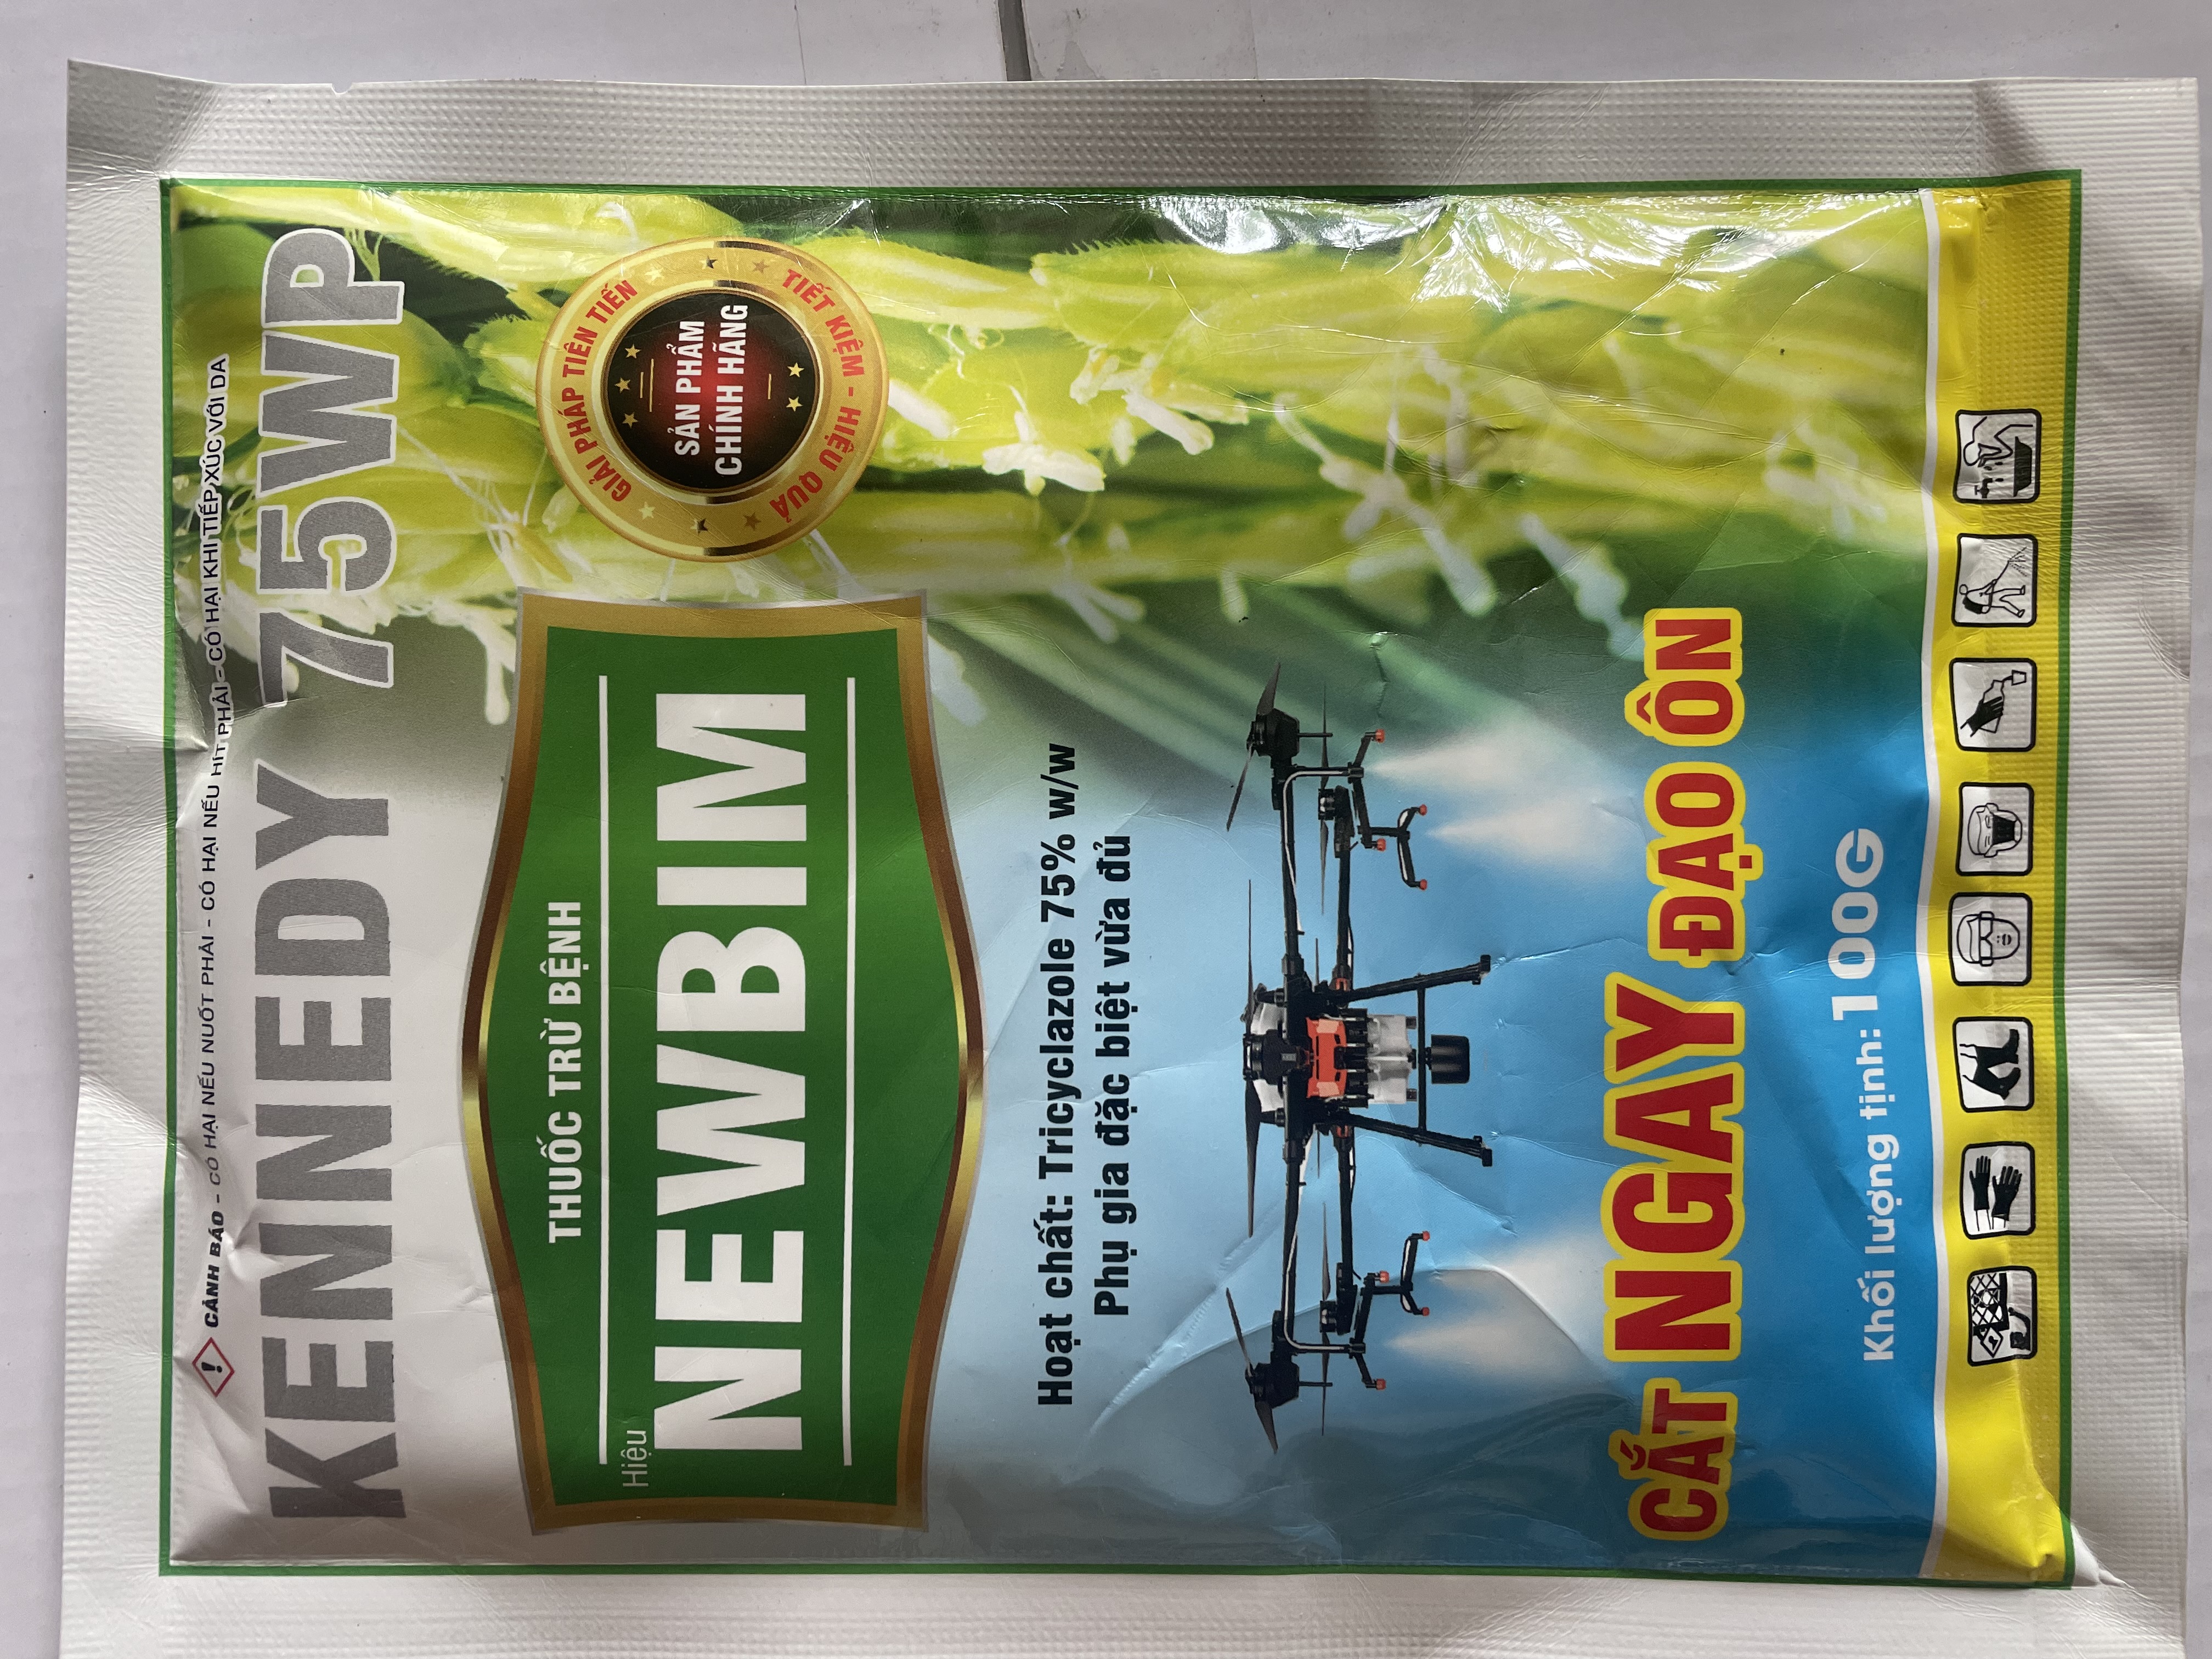 CẢNH BÁO - CÓ HẠI NẾU NUỐT PHẢI - CÓ HẠI NẾU HÍT PHẢI - CÓ HẠI KHI TIẾP XÚC VỚI DA
KENNEDY 75WP
THUỐC TRỪ BỆNH
Hiệu
NEWBIM
GIẢI PHÁP TIÊN TIẾN
SẢN PHẨM
CHÍNH HÃNG
TIẾT KIỆM - HIỆU QUẢ
Hoạt chất: Tricyclazole 75% w/w
Phụ gia đặc biệt vừa đủ
CẮT NGAY ĐẠO ÔN
Khối lượng tịnh: 100G